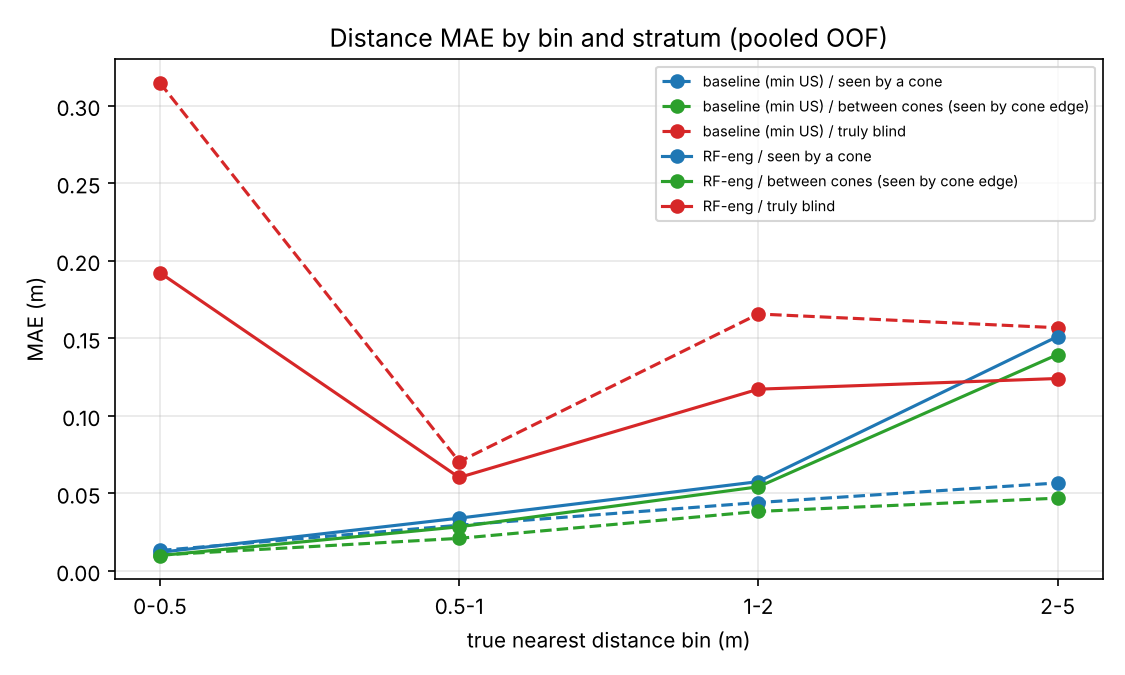 Distance MAE by bin and stratum (pooled OOF)
baseline (min US) / seen by a cone
baseline (min US) / between cones (seen by cone edge)
baseline (min US) / truly blind
RF-eng / seen by a cone
RF-eng / between cones (seen by cone edge)
RF-eng / truly blind
MAE (m)
0.30
0.25
0.20
0.15
0.10
0.05
0.00
0-0.5
0.5-1
1-2
2-5
true nearest distance bin (m)